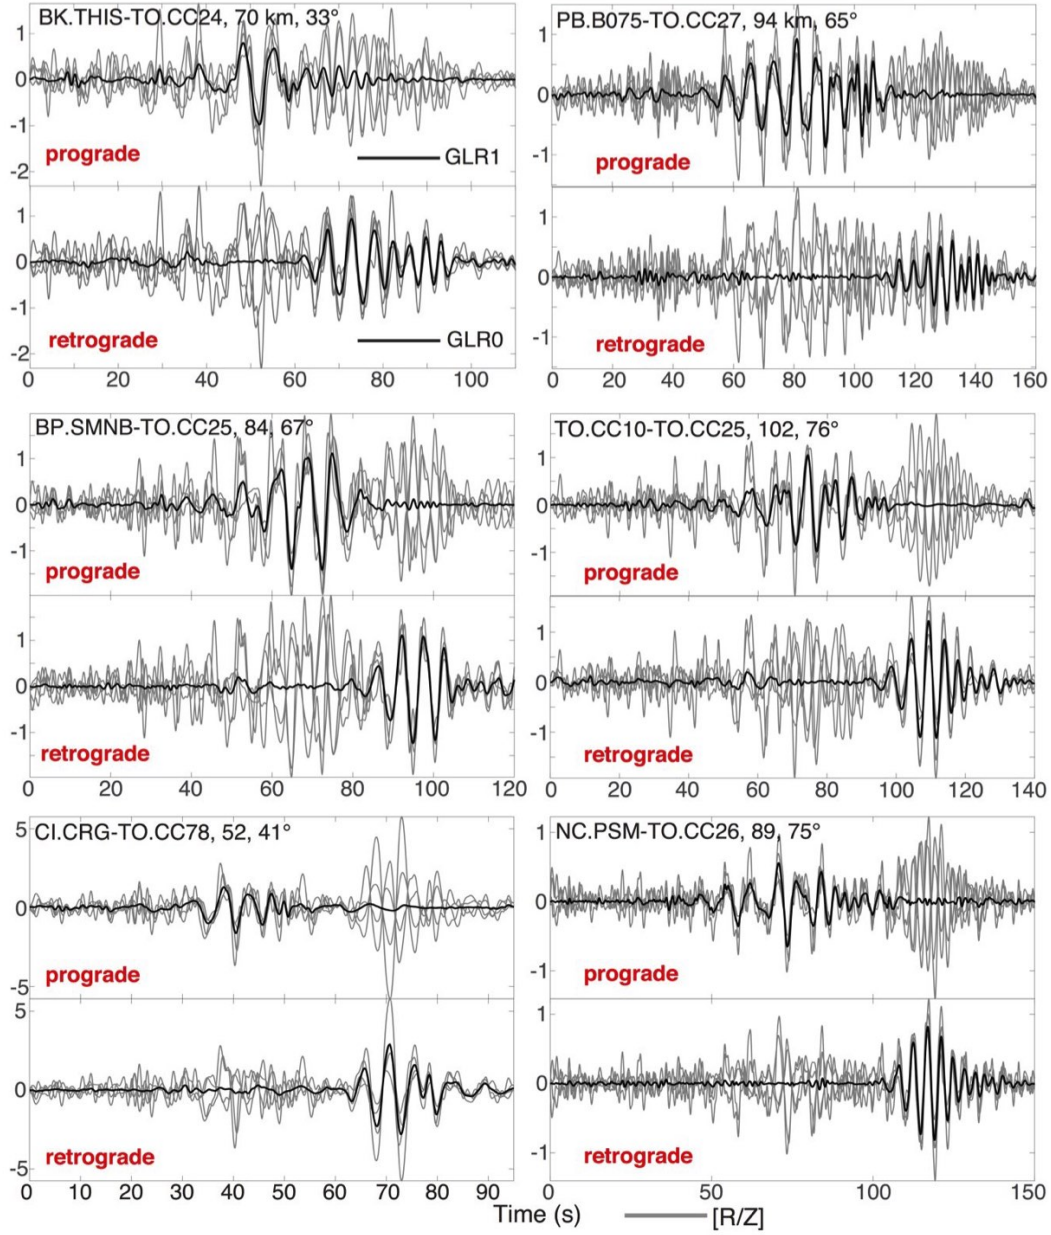 BK.THIS-TO.CC24, 70 km, 33°
1
0
-1
-2
prograde
GLR1
1
0
-1
-2
retrograde
GLR0
0 20 40 60 80 100
PB.B075-TO.CC27, 94 km, 65°
1
0
-1
prograde
1
0
-1
retrograde
0 20 40 60 80 100 120 140 160
BP.SMNB-TO.CC25, 84, 67°
1
0
-1
prograde
1
0
-1
retrograde
0 20 40 60 80 100 120
TO.CC10-TO.CC25, 102, 76°
1
0
-1
prograde
1
0
-1
retrograde
0 20 40 60 80 100 120 140
CI.CRG-TO.CC78, 52, 41°
5
0
-5
prograde
5
0
-5
retrograde
0 10 20 30 40 50 60 70 80 90
NC.PSM-TO.CC26, 89, 75°
1
0
-1
prograde
1
0
-1
retrograde
0 50 100 150
Time (s)
[R/Z]